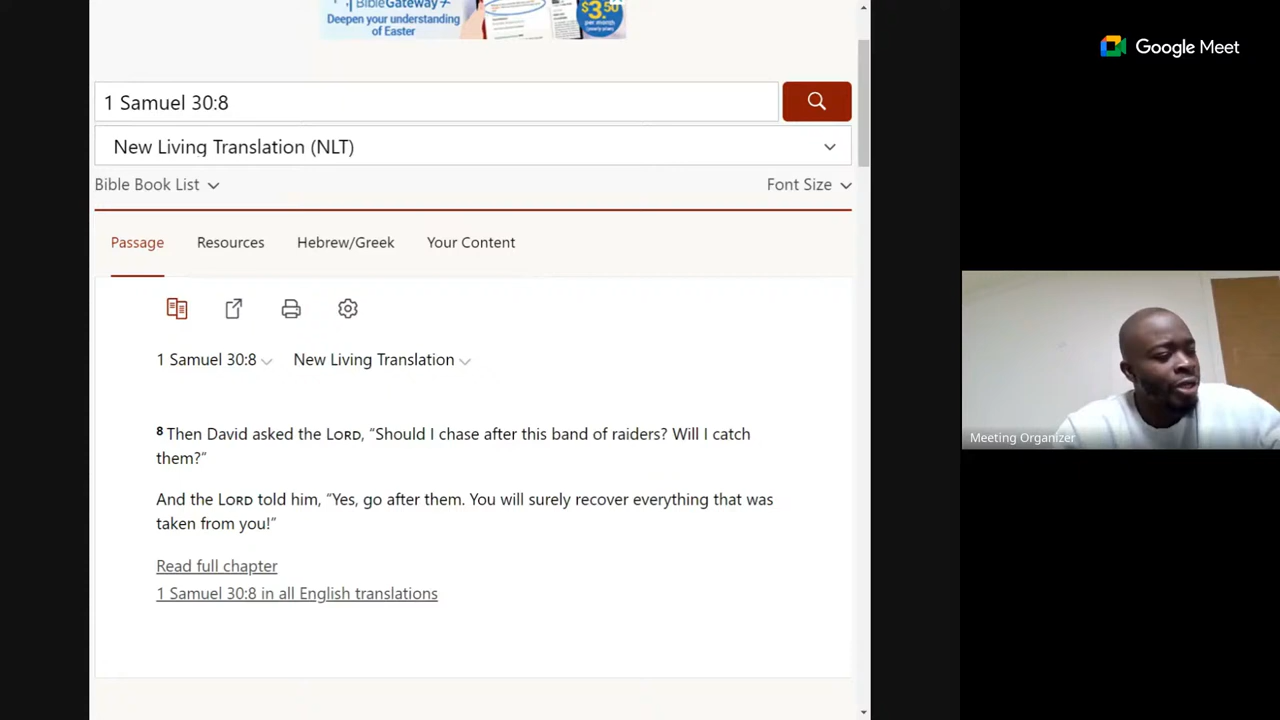 BibleGateway+
Deepen your understanding
of Easter
$3.50
per month
Google Meet
1 Samuel 30:8
New Living Translation (NLT)
Bible Book List
Font Size
Passage
Resources
Hebrew/Greek
Your Content
1 Samuel 30:8
New Living Translation
8 Then David asked the LORD, “Should I chase after this band of raiders? Will I catch
them?”
And the LORD told him, “Yes, go after them. You will surely recover everything that was
taken from you!”
Read full chapter
1 Samuel 30:8 in all English translations
Meeting Organizer